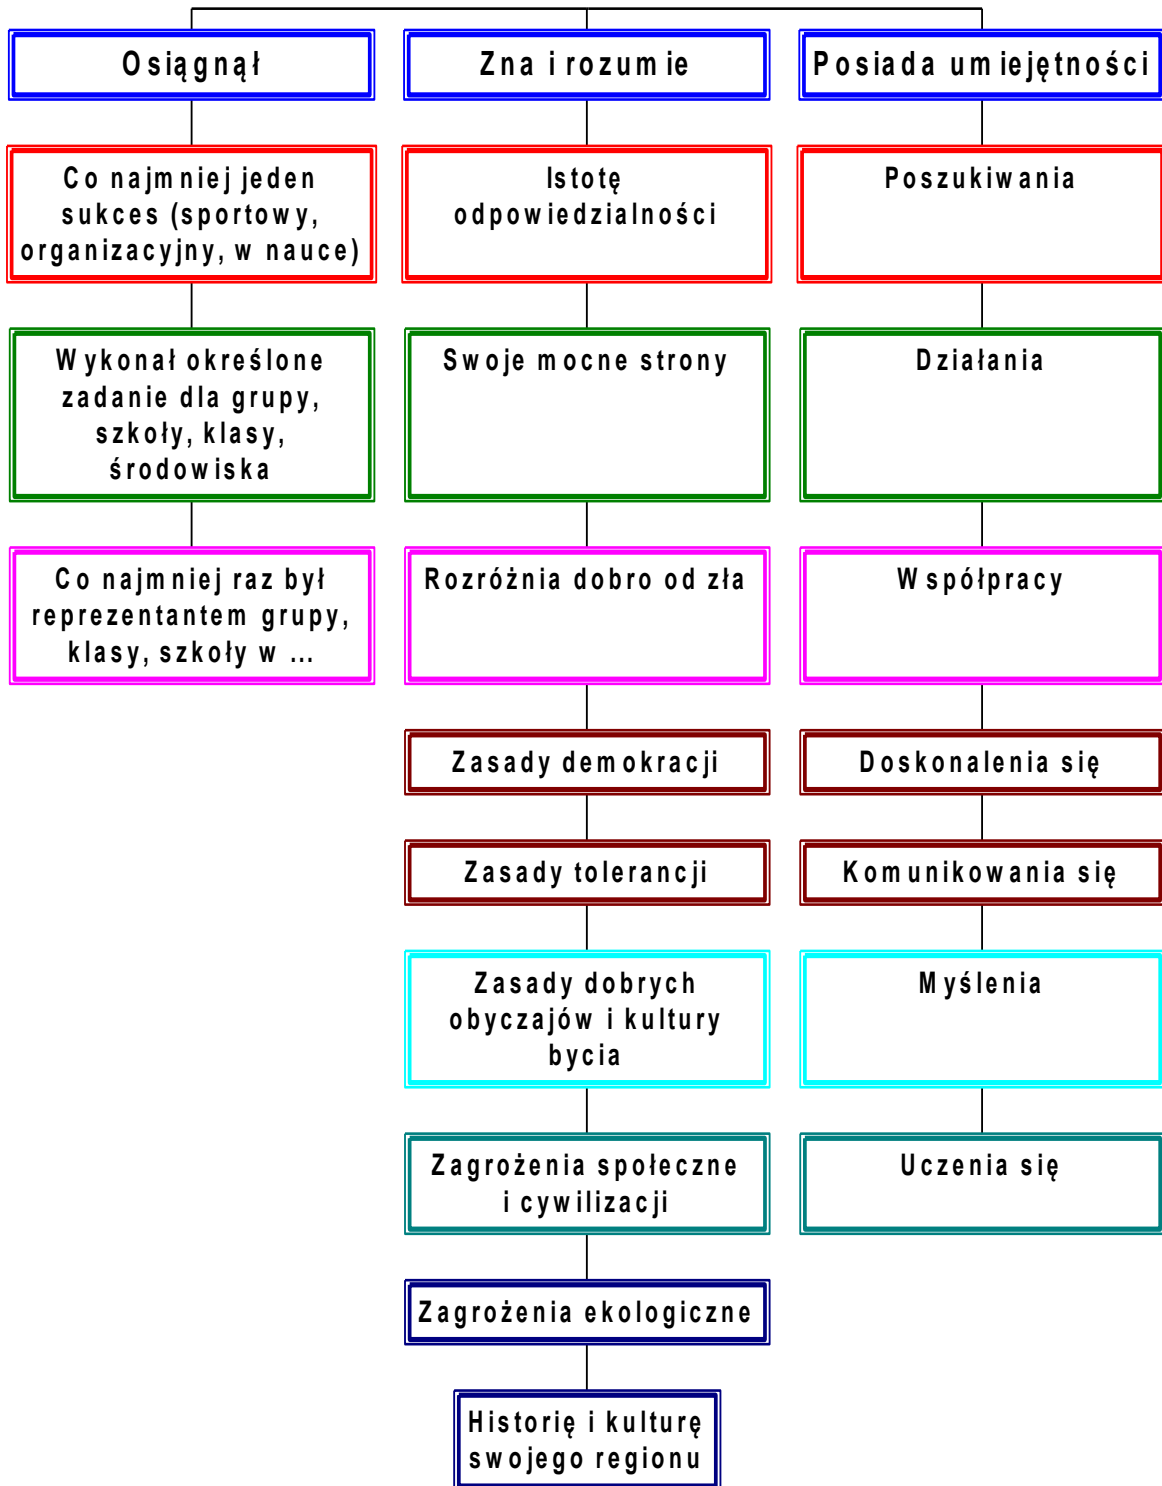 Osiągnął
Zna i rozumie
Posiada umiejętności
Co najmniej jeden
sukces (sportowy,
organizacyjny, w nauce)
Istotę
odpowiedzialności
Poszukiwania
Wykonał określone
zadanie dla grupy,
szkoły, klasy,
środowiska
Swoje mocne strony
Działania
Co najmniej raz był
reprezentantem grupy,
klasy, szkoły w ...
Rozróżnia dobro od zła
Współpracy
Zasady demokracji
Doskonalenia się
Zasady tolerancji
Komunikowania się
Zasady dobrych
obyczajów i kultury
bycia
Myślenia
Zagrożenia społeczne
i cywilizacji
Uczenia się
Zagrożenia ekologiczne
Historię i kulturę
swojego regionu